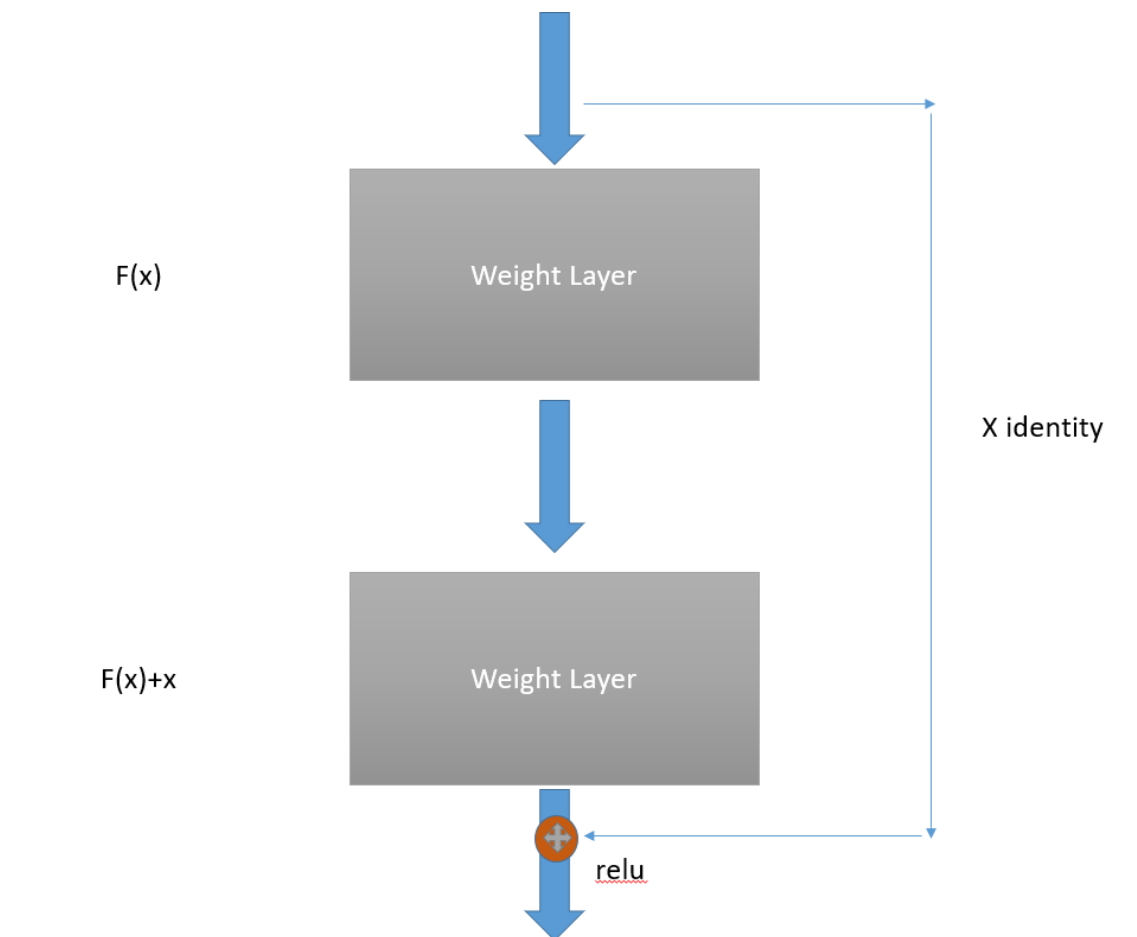 F(x)
Weight Layer
X identity
F(x)+x
Weight Layer
relu